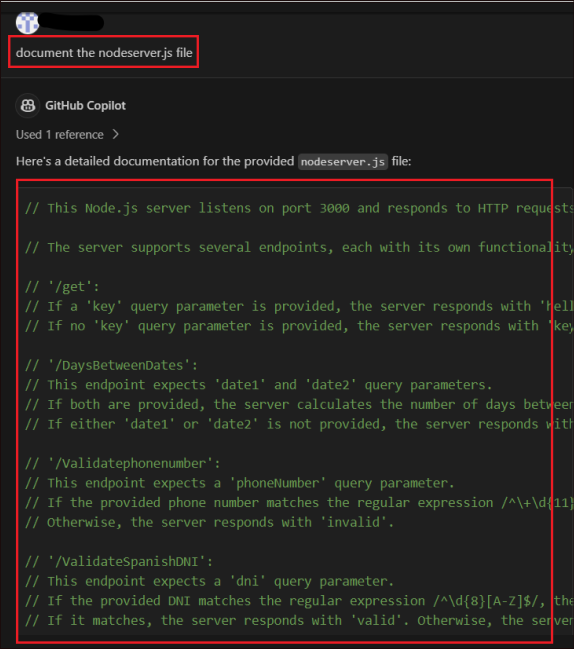 document the nodeserver.js file
GitHub Copilot
Used 1 reference >
Here's a detailed documentation for the provided nodeserver.js file:
// This Node.js server listens on port 3000 and responds to HTTP requests
// The server supports several endpoints, each with its own functionality
// '/get':
// If a 'key' query parameter is provided, the server responds with 'hell
// If no 'key' query parameter is provided, the server responds with 'key
// '/DaysBetweenDates':
// This endpoint expects 'date1' and 'date2' query parameters.
// If both are provided, the server calculates the number of days between
// If either 'date1' or 'date2' is not provided, the server responds with
// '/Validatephonenumber':
// This endpoint expects a 'phoneNumber' query parameter.
// If the provided phone number matches the regular expression /^\+\d{11}
// Otherwise, the server responds with 'invalid'.
// '/ValidateSpanishDNI':
// This endpoint expects a 'dni' query parameter.
// If the provided DNI matches the regular expression /^\d{8}[A-Z]$/, the
// If it matches, the server responds with 'valid'. Otherwise, the server